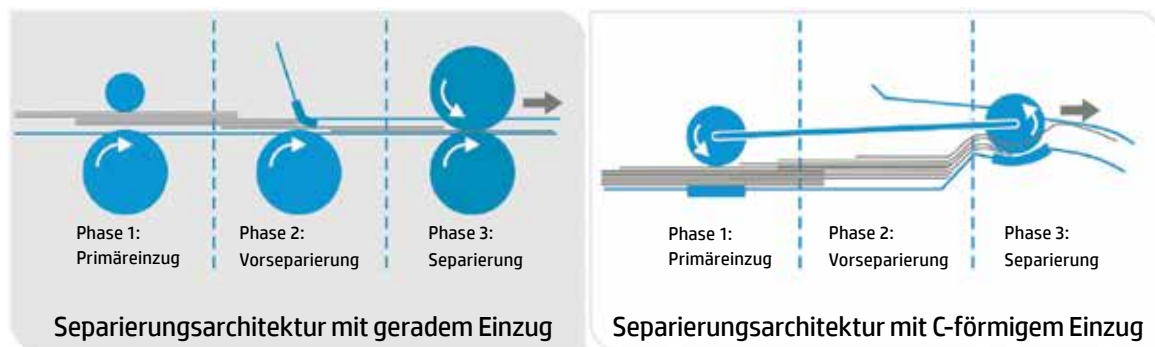 Phase 1:
Primäreinzug
Phase 2:
Vorseparierung
Phase 3:
Separierung
Separierungsarchitektur mit geradem Einzug
Phase 1:
Primäreinzug
Phase 2:
Vorseparierung
Phase 3:
Separierung
Separierungsarchitektur mit C-förmigem Einzug